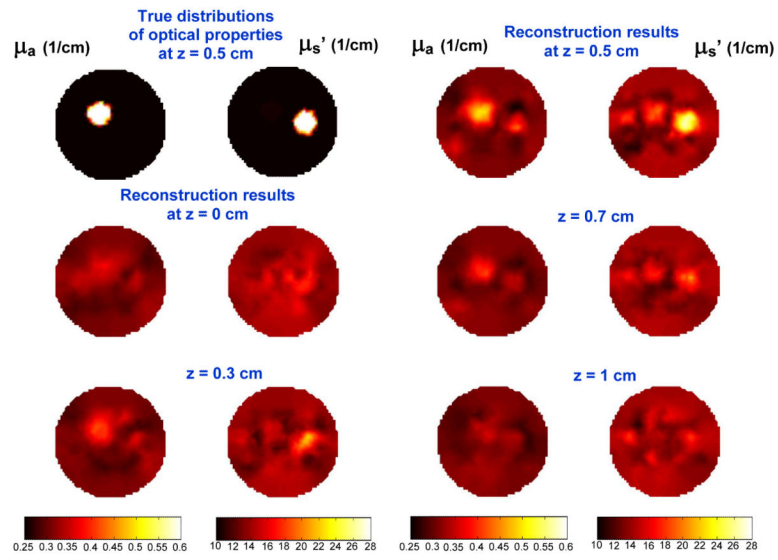 True distributions
of optical properties
at z = 0.5 cm
μa (1/cm)
μs’ (1/cm)
Reconstruction results
at z = 0 cm
z = 0.3 cm
0.25 0.3 0.35 0.4 0.45 0.5 0.55 0.6
10 12 14 16 18 20 22 24 26 28
μa (1/cm)
Reconstruction results
at z = 0.5 cm
μs’ (1/cm)
z = 0.7 cm
z = 1 cm
0.25 0.3 0.35 0.4 0.45 0.5 0.55 0.6
10 12 14 16 18 20 22 24 26 28